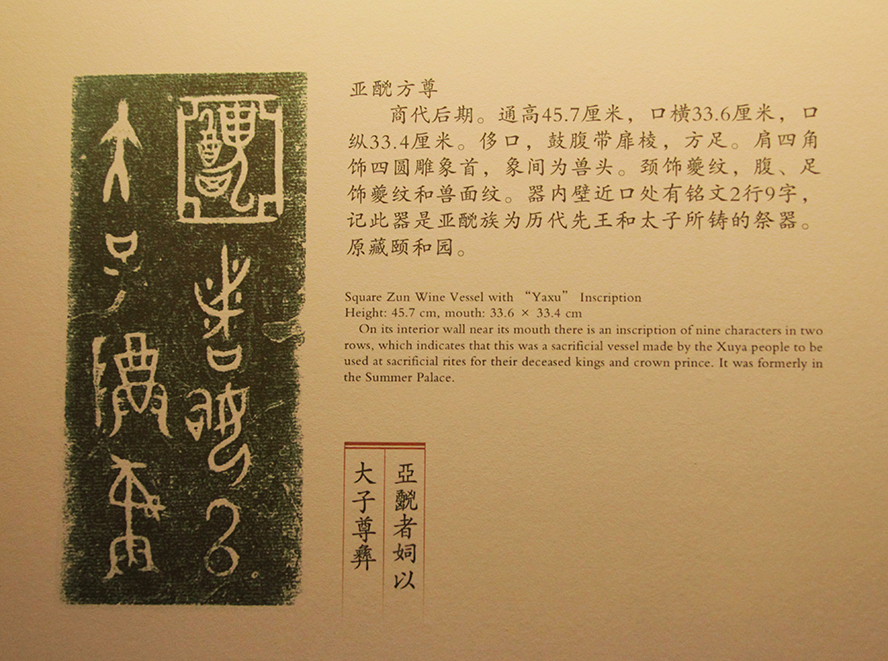 亚醜方尊
商代后期。通高45.7厘米，口横33.6厘米，口
纵33.4厘米。侈口，鼓腹带扉棱，方足。肩四角
饰四圆雕象首，象间为兽头。颈饰夔纹，腹、足
饰夔纹和兽面纹。器内壁近口处有铭文2行9字，
记此器是亚醜族为历代先王和太子所铸的祭器。
原藏颐和园。
Square Zun Wine Vessel with “Yaxu” Inscription
Height: 45.7 cm, mouth: 33.6 × 33.4 cm
On its interior wall near its mouth there is an inscription of nine characters in two
rows, which indicates that this was a sacrificial vessel made by the Xuya people to be
used at sacrificial rites for their deceased kings and crown prince. It was formerly in
the Summer Palace.
亞醜者姛以
大子尊彝